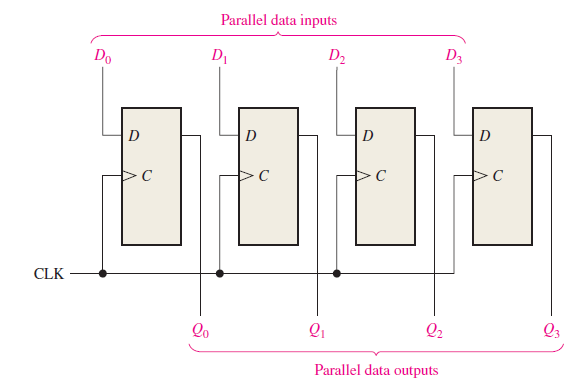 Parallel data inputs
D0 D1 D2 D3
D D D D
C C C C
CLK
Q0 Q1 Q2 Q3
Parallel data outputs